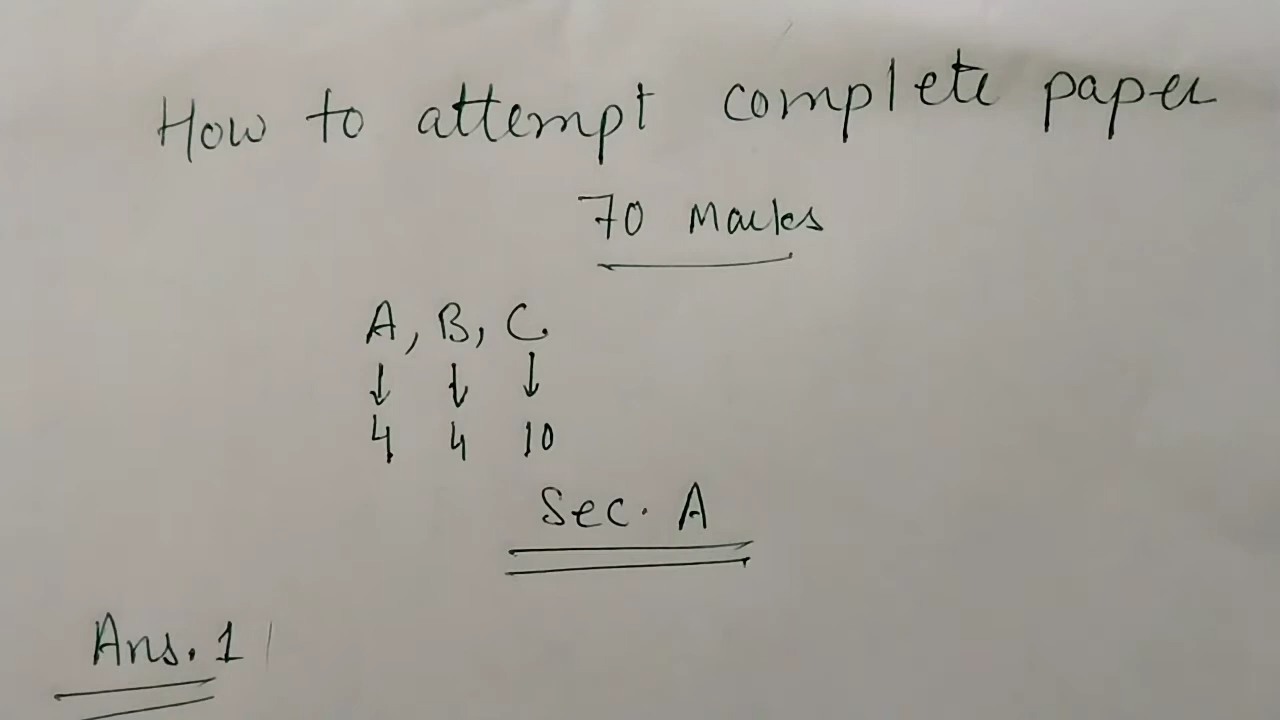 How to attempt complete paper
70 Marks
A, B, C
↓ ↓ ↓
4 4 10
Sec. A
Ans. 1